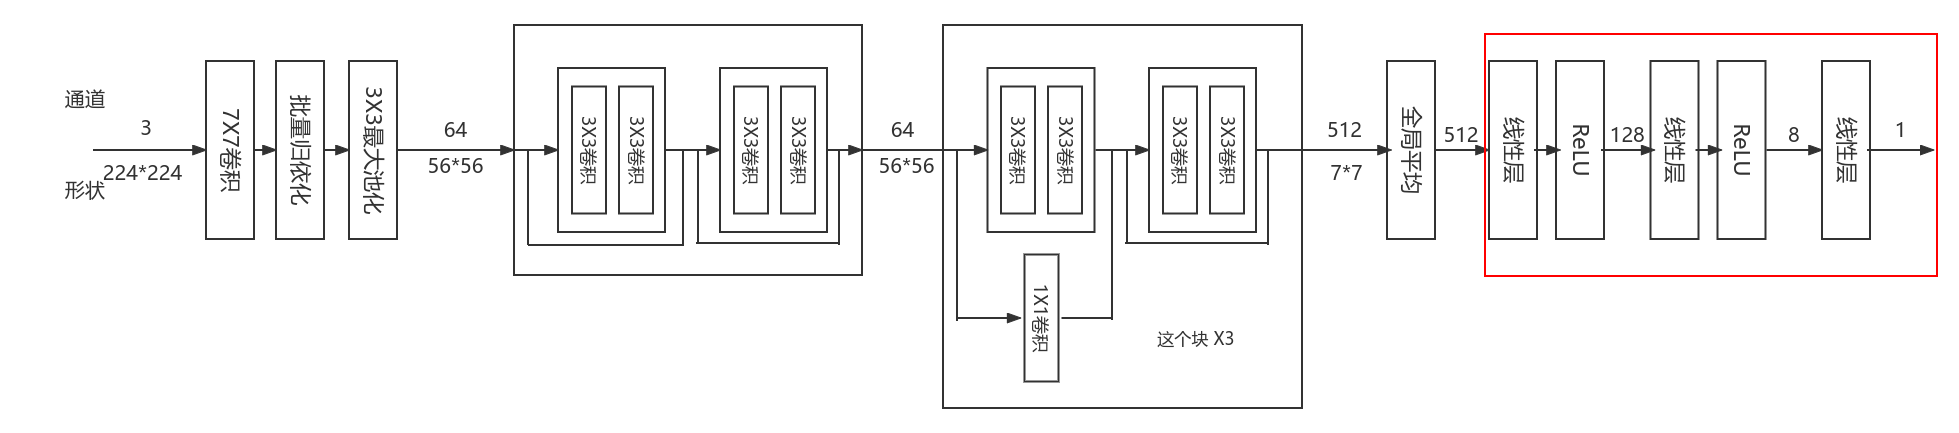 通道
3
224*224
形状
7X7卷积
批量归依化
3X3最大池化
64
56*56
3X3卷积
3X3卷积
3X3卷积
3X3卷积
64
56*56
3X3卷积
3X3卷积
3X3卷积
3X3卷积
1X1卷积
这个块 X3
512
7*7
全局平均
512
线性层
ReLU
128
线性层
ReLU
8
线性层
1